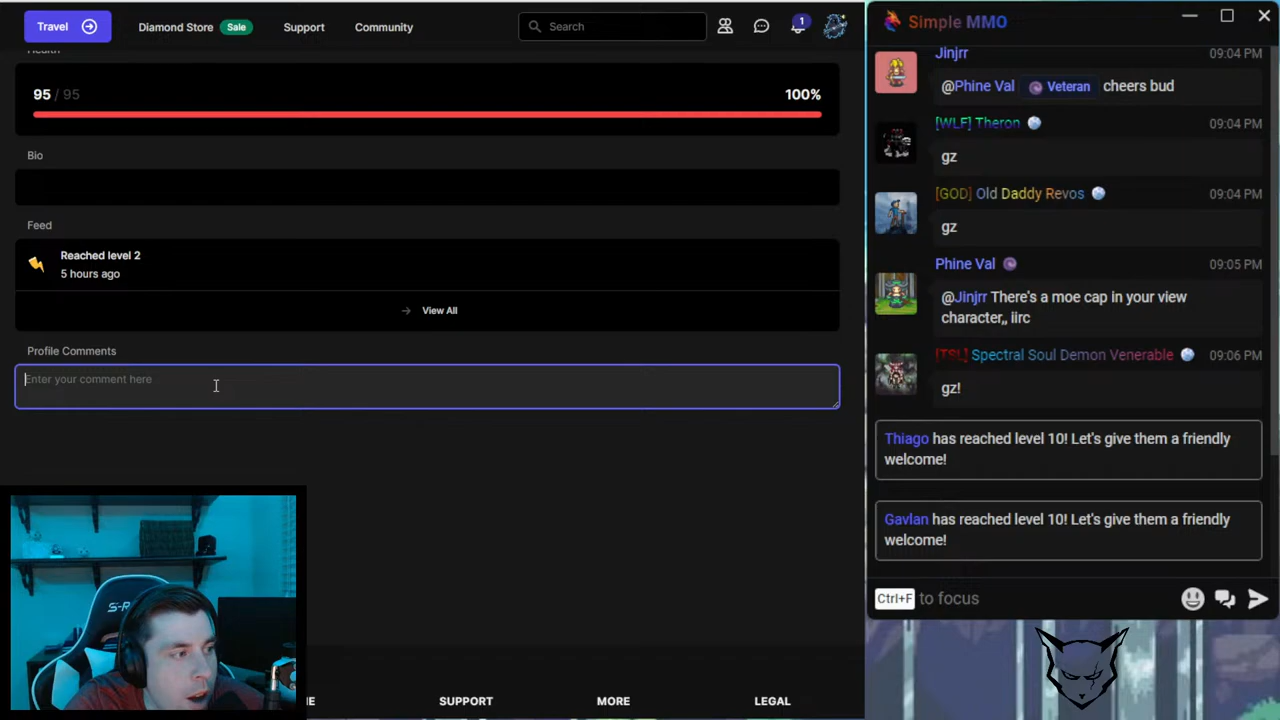 Travel
Diamond Store Sale
Support
Community
Search
1
Health
95 / 95
100%
Bio
Feed
Reached level 2
5 hours ago
→ View All
Profile Comments
Enter your comment here
SUPPORT
MORE
LEGAL
Simple MMO
Jinjrr 09:04 PM
@Phine Val Veteran cheers bud
[WLF] Theron 09:04 PM
gz
[GOD] Old Daddy Revos 09:04 PM
gz
Phine Val 09:05 PM
@Jinjrr There's a moe cap in your view
character,, iirc
[TSL] Spectral Soul Demon Venerable 09:06 PM
gz!
Thiago has reached level 10! Let's give them a friendly
welcome!
Gavlan has reached level 10! Let's give them a friendly
welcome!
Ctrl+F to focus